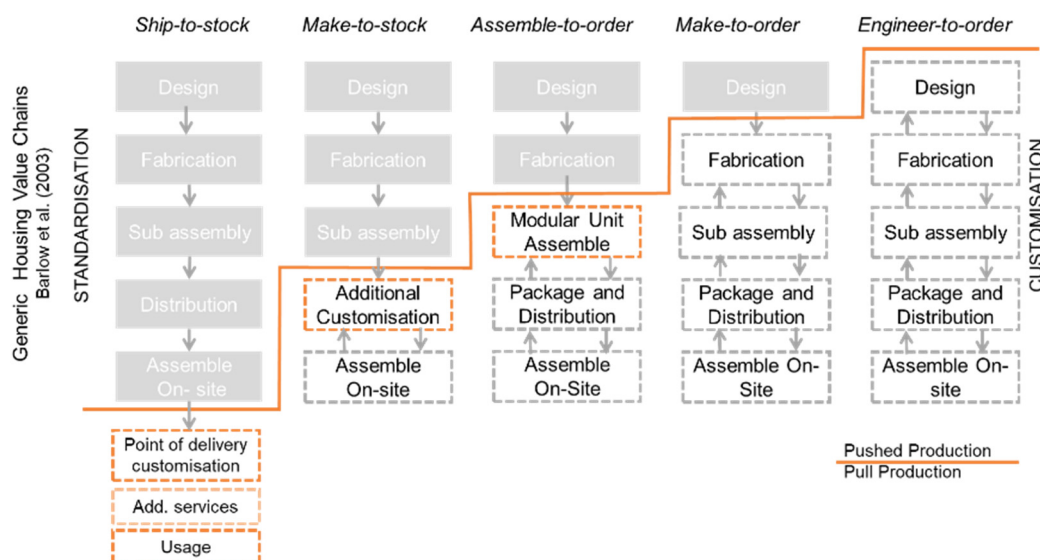 Ship-to-stock
Make-to-stock
Assemble-to-order
Make-to-order
Engineer-to-order
Generic Housing Value Chains
Barlow et al. (2003)
STANDARDISATION
Design
Fabrication
Sub assembly
Distribution
Assemble
On- site
Point of delivery
customisation
Add. services
Usage
Design
Fabrication
Sub assembly
Additional
Customisation
Assemble
On-site
Design
Fabrication
Modular Unit
Assemble
Package and
Distribution
Assemble
On-Site
Design
Fabrication
Sub assembly
Package and
Distribution
Assemble On-
Site
Design
Fabrication
Sub assembly
Package and
Distribution
Assemble On-
site
CUSTOMISATION
Pushed Production
Pull Production